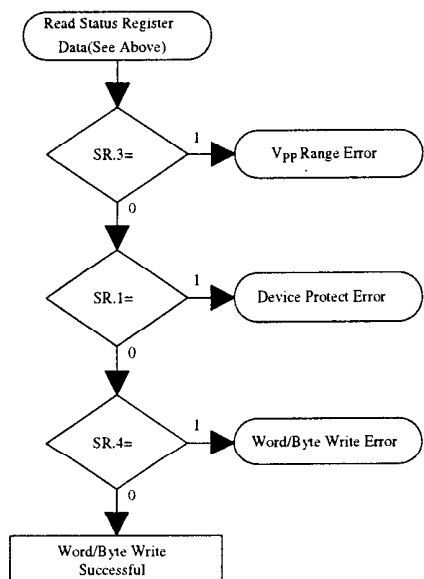 Read Status Register
Data(See Above)
SR.3=
1
VPP Range Error
0
SR.1=
1
Device Protect Error
0
SR.4=
1
Word/Byte Write Error
0
Word/Byte Write
Successful